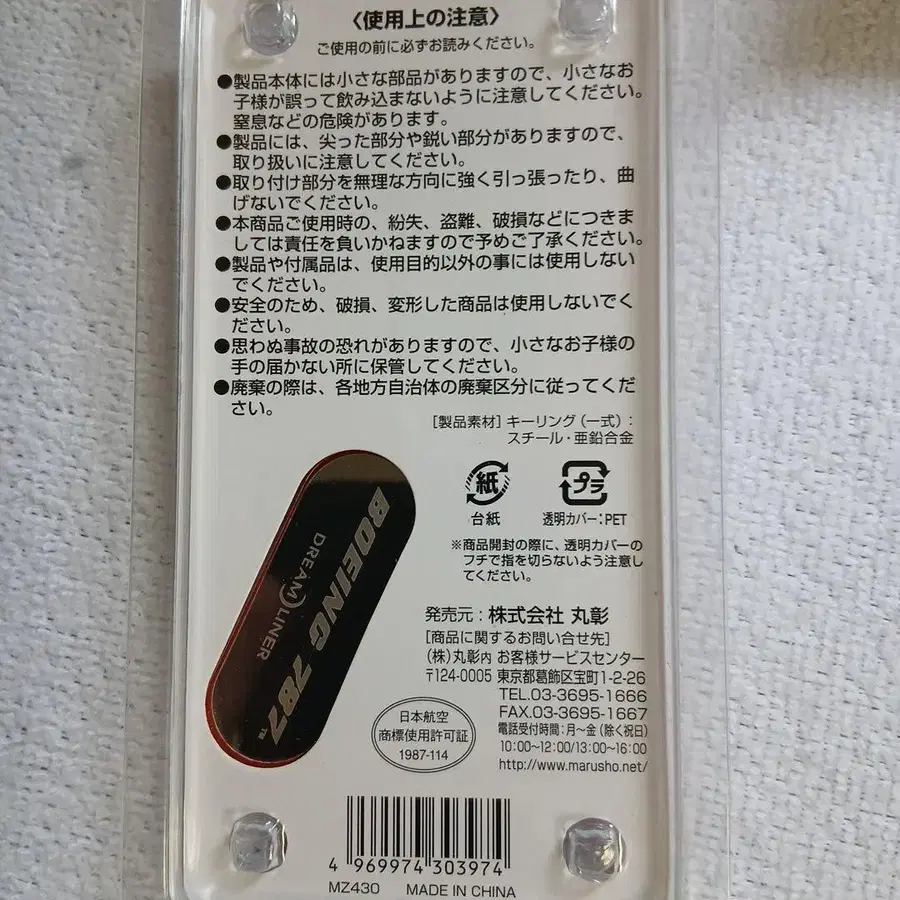 〈使用上の注意〉
ご使用の前に必ずお読みください。
●製品本体には小さな部品がありますので、小さなお
子様が誤って飲み込まないように注意してください。
窒息などの危険があります。
●製品には、尖った部分や鋭い部分がありますので、
取り扱いに注意してください。
●取り付け部分を無理な方向に強く引っ張ったり、曲
げないでください。
●本商品ご使用時の、紛失、盗難、破損などにつきま
しては責任を負いかねますので予めご了承ください。
●製品や付属品は、使用目的以外の事には使用しない
でください。
●安全のため、破損、変形した商品は使用しないでく
ださい。
●思わぬ事故の恐れがありますので、小さなお子様の
手の届かない所に保管してください。
●廃棄の際は、各地方自治体の廃棄区分に従ってくだ
さい。
[製品素材] キーリング(一式):
スチール・亜鉛合金
紙
プラ
台紙
透明カバー:PET
※商品開封の際に、透明カバーの
フチで指を切らないよう注意し
てください。
BOEING 787™
DREAMLINER
発売元:株式会社 丸彰
[商品に関するお問い合せ先]
(株)丸彰内 お客様サービスセンター
〒124-0005 東京都葛飾区宝町1-2-26
TEL.03-3695-1666
FAX.03-3695-1667
電話受付時間:月〜金(除く祝日)
10:00〜12:00/13:00〜16:00
http://www.marusho.net/
日本航空
商標使用許可証
1987-114
4 969974 303974
MZ430 MADE IN CHINA